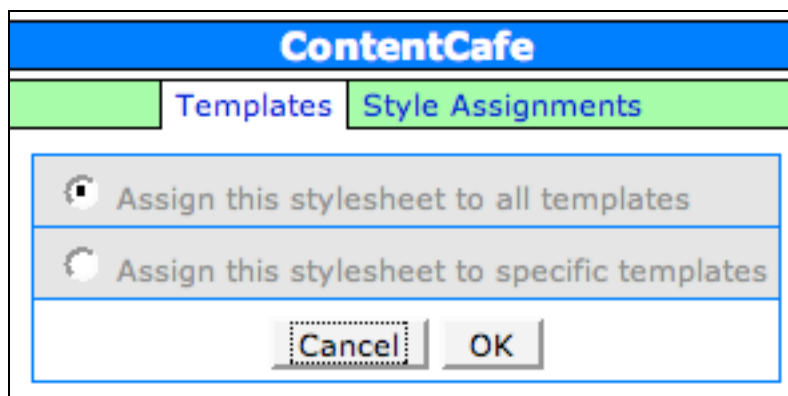 ContentCafe
Templates Style Assignments
Assign this stylesheet to all templates
Assign this stylesheet to specific templates
Cancel OK